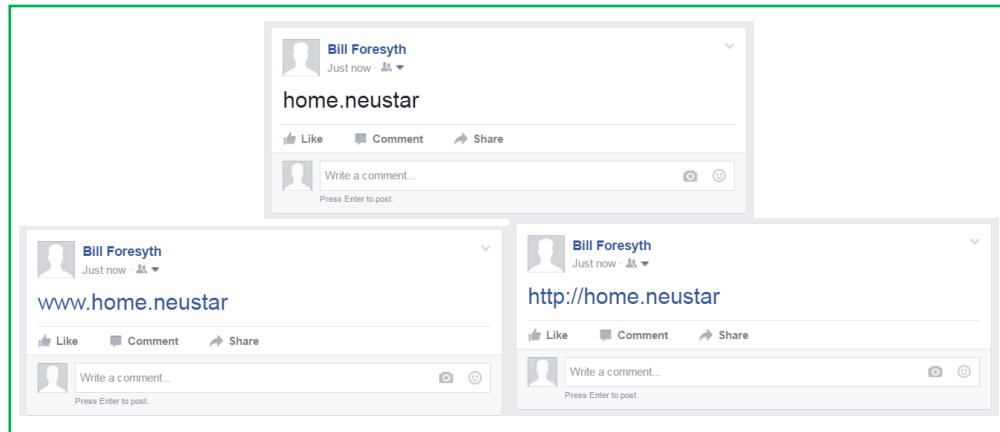 Bill Foresyth
Just now ·
home.neustar
Like Comment Share
Write a comment...
Press Enter to post.
Bill Foresyth
Just now ·
www.home.neustar
Like Comment Share
Write a comment...
Press Enter to post.
Bill Foresyth
Just now ·
http://home.neustar
Like Comment Share
Write a comment...
Press Enter to post.